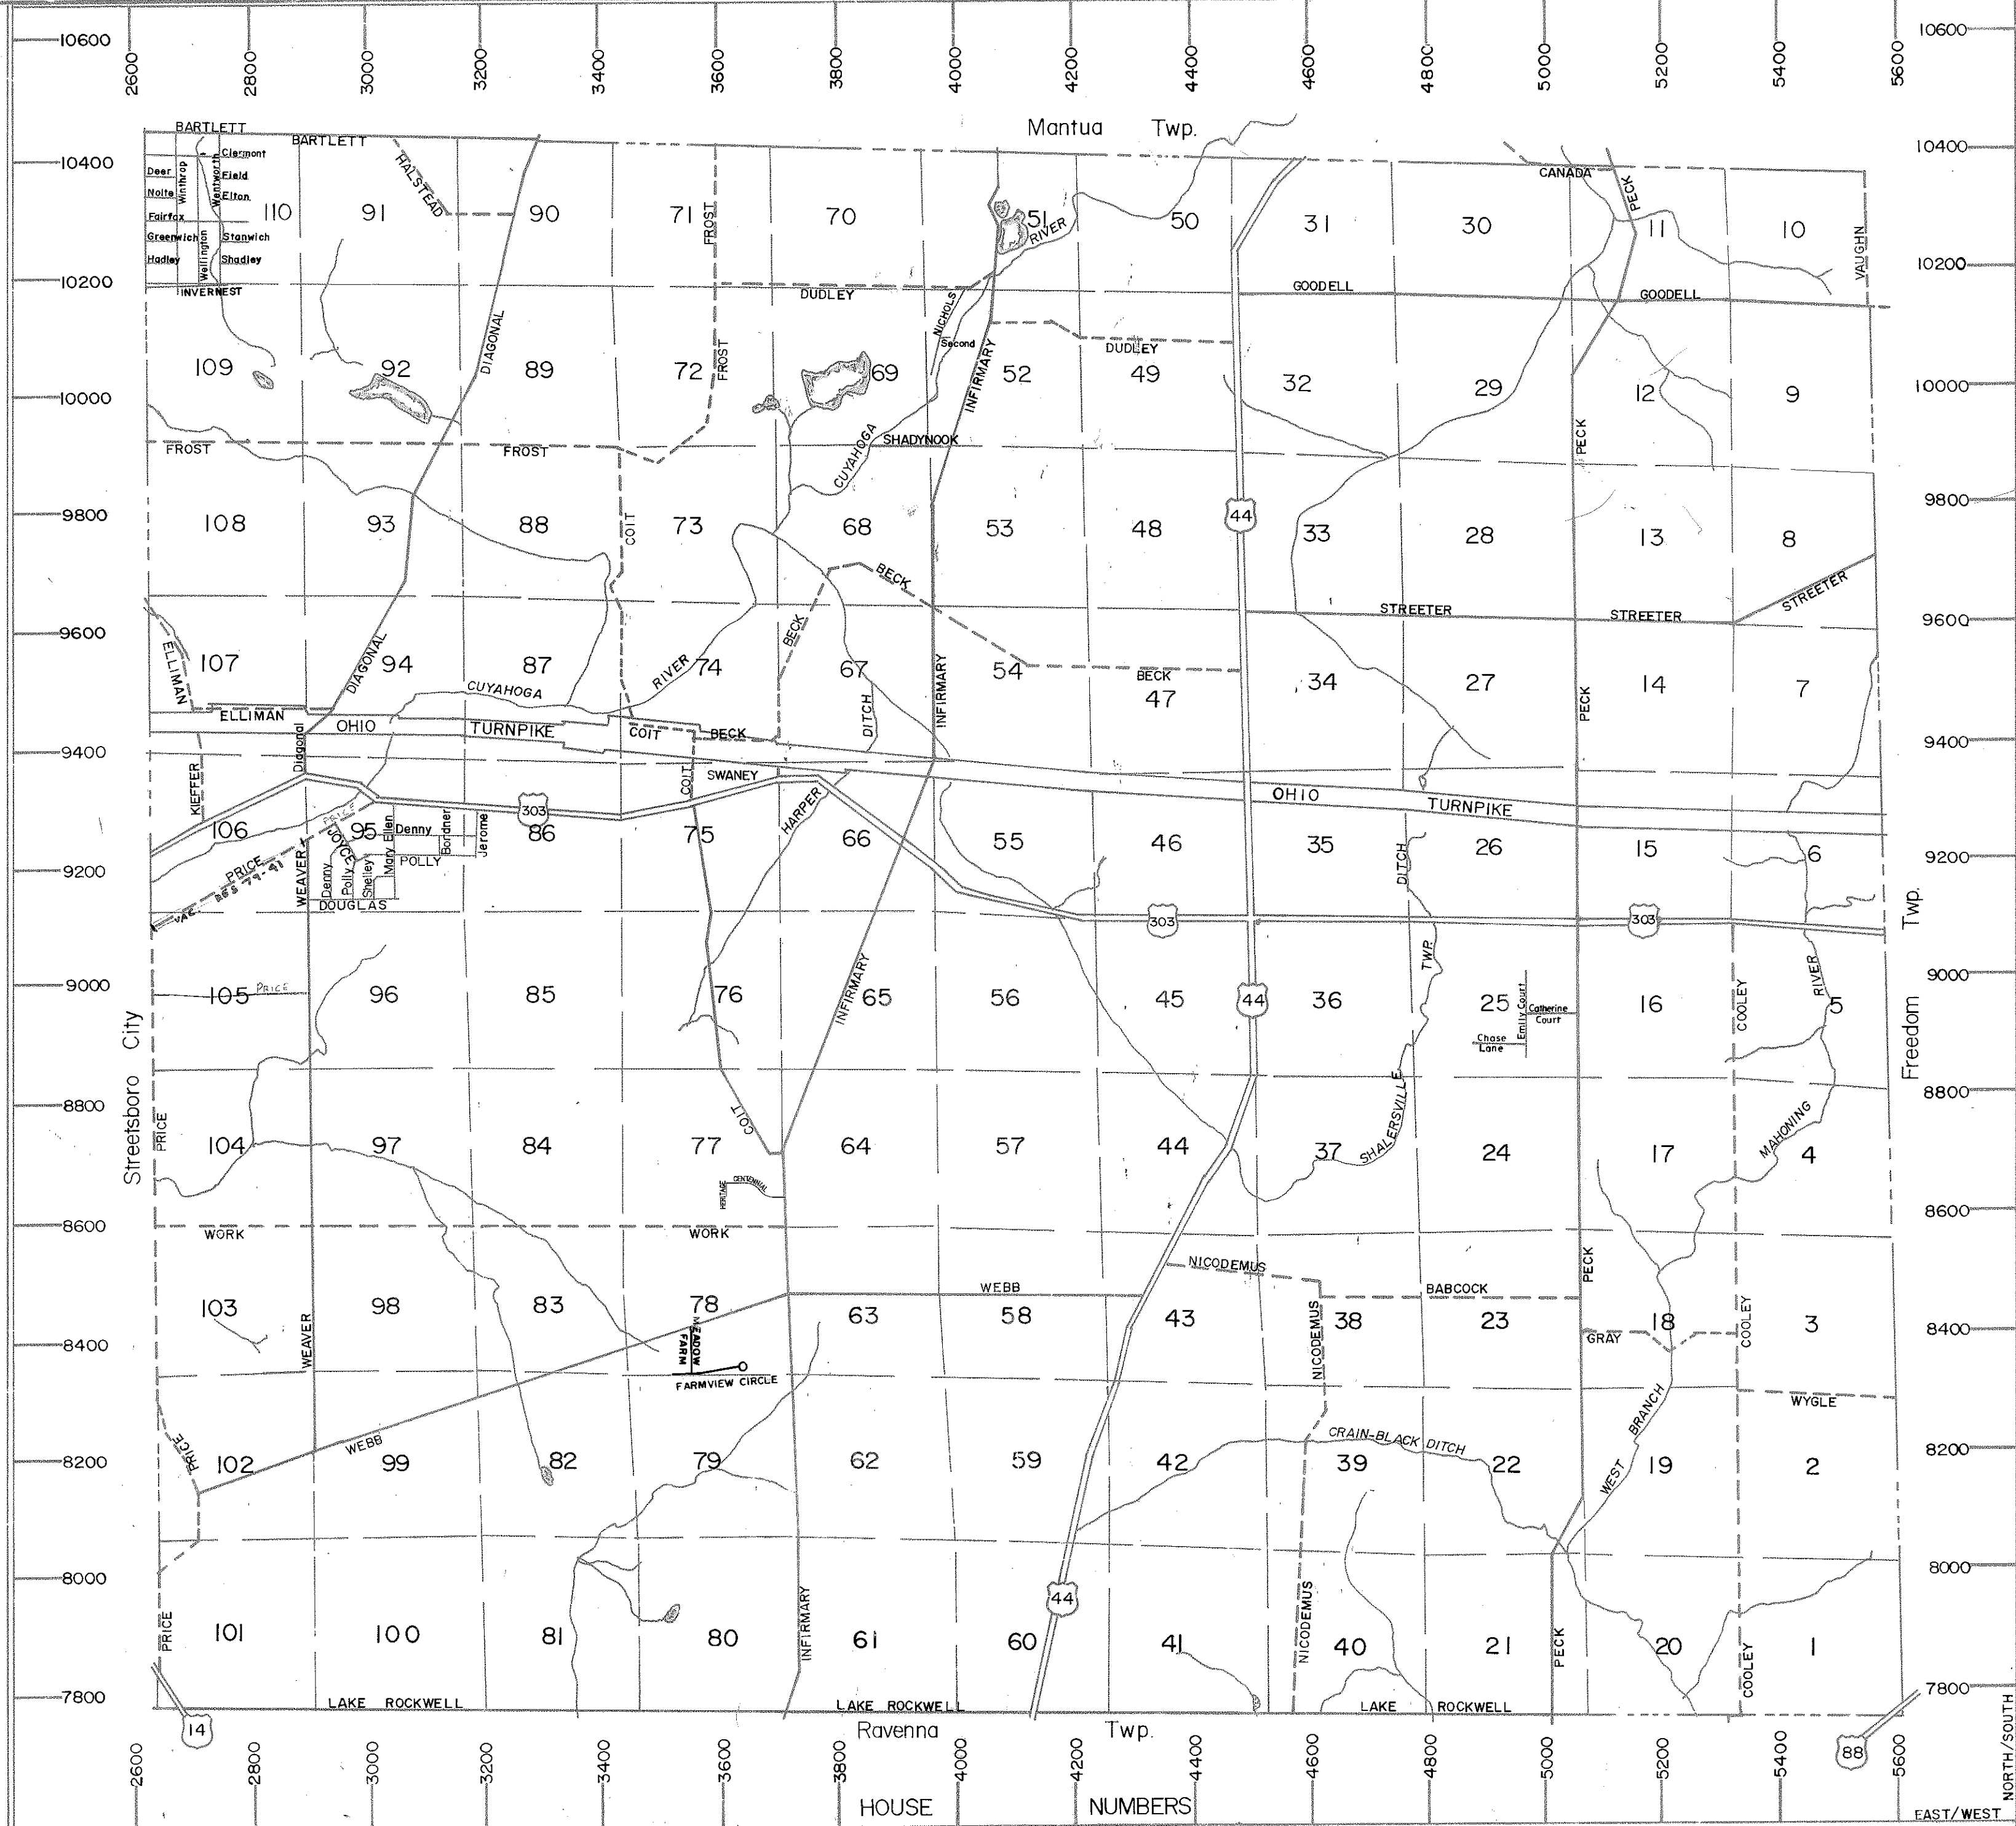 2600 2800 3000 3200 3400 3600 3800 4000 4200 4400 4600 4800 5000 5200 5400 5600
10600 10600
BARTLETT Mantua Twp.
BARTLETT
Clermont
10400 10400
Deer Winthrop Wentworth Field HALSTEAD CANADA PECK
Nolte Elton
110 91 90 71 FROST 70 51 RIVER 50 31 30 11 10 VAUGHN
Fairfax
Greenwich Wellington Stanwich
Hadley Shadley
10200 10200
INVERNEST DUDLEY GOODELL GOODELL
NICHOLS
Second
DIAGONAL FROST INFIRMARY DUDLEY
109 92 89 72 69 52 49 32 29 12 9
10000 10000
FROST FROST CUYAHOGA SHADYNOOK PECK
9800 9800
108 93 88 COIT 73 68 53 48 44 33 28 13 8
BECK
STREETER STREETER STREETER
9600 9600
ELLIMAN 107 DIAGONAL 94 87 RIVER 74 BECK 67 54 BECK 47 34 27 14 7
CUYAHOGA DITCH INFIRMARY PECK
ELLIMAN OHIO TURNPIKE COIT BECK
9400 9400
Diagonal
KIEFFER COIT SWANEY OHIO TURNPIKE
303
PRICE HARPER
106 JOYCE 95 Mary Ellen Denny Bordner Jerome 86 75 66 55 46 35 DITCH 26 15 6
POLLY
9200 9200
PRICE WEAVER Denny Polly Shelley
VAC. RES 79-91
DOUGLAS
303 303
Streetsboro City Freedom Twp.
TWP.
9000 9000
105 PRICE 96 85 76 INFIRMARY 65 56 45 44 36 25 Emily Court Catherine Court 16 COOLEY RIVER 5
Chase Lane
8800 8800
PRICE COIT SHALERSVILLE MAHONING
104 97 84 77 64 57 44 37 24 17 4
HERITAGE CENTENNIAL
8600 8600
WORK WORK
NICODEMUS PECK
WEBB BABCOCK
103 98 83 78 63 58 43 38 23 18 3
WEAVER MEADOW FARM NICODEMUS GRAY COOLEY
8400 8400
FARMVIEW CIRCLE
WYGLE
PRICE WEBB CRAIN-BLACK DITCH BRANCH
8200 8200
102 99 82 79 62 59 42 39 22 WEST 19 2
8000 8000
44
PRICE INFIRMARY NICODEMUS PECK COOLEY
101 100 81 80 61 60 41 40 21 20 1
7800 7800
LAKE ROCKWELL LAKE ROCKWELL LAKE ROCKWELL
14 Ravenna Twp. 88
2600 2800 3000 3200 3400 3600 3800 4000 4200 4400 4600 4800 5000 5200 5400 5600
HOUSE NUMBERS
EAST/WEST NORTH/SOUTH